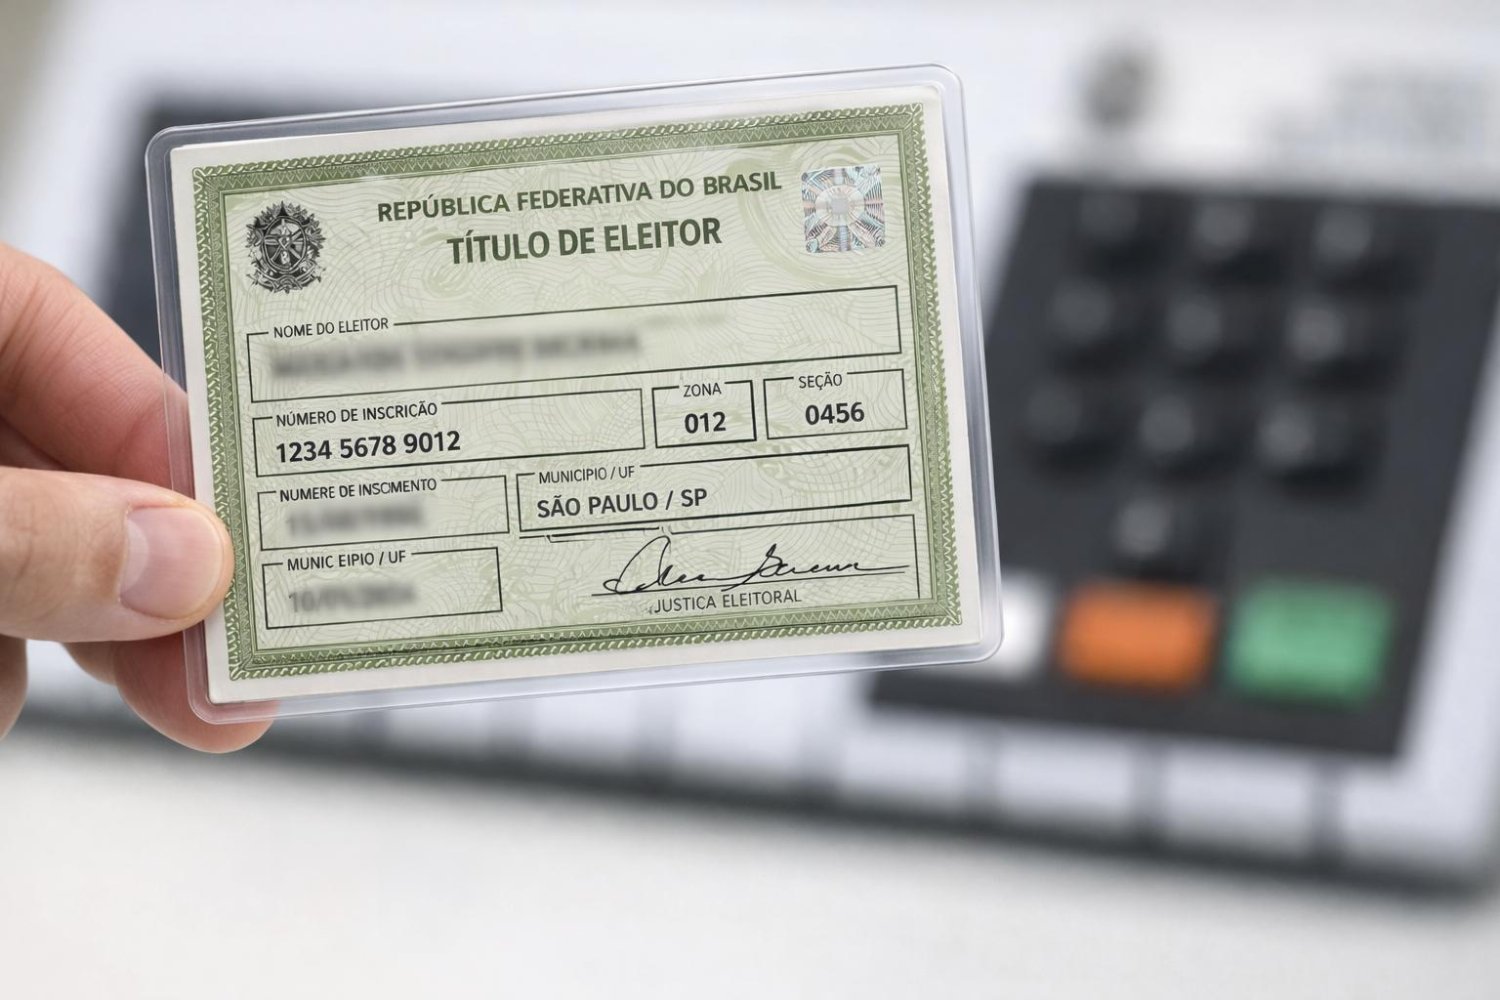 REPÚBLICA FEDERATIVA DO BRASIL
TÍTULO DE ELEITOR
NOME DO ELEITOR
NÚMERO DE INSCRIÇÃO
1234 5678 9012
ZONA
012
SEÇÃO
0456
NUMERE DE INSCMENTO
MUNICIPIO / UF
SÃO PAULO / SP
MUNIC EIPIO / UF
JUSTICA ELEITORAL